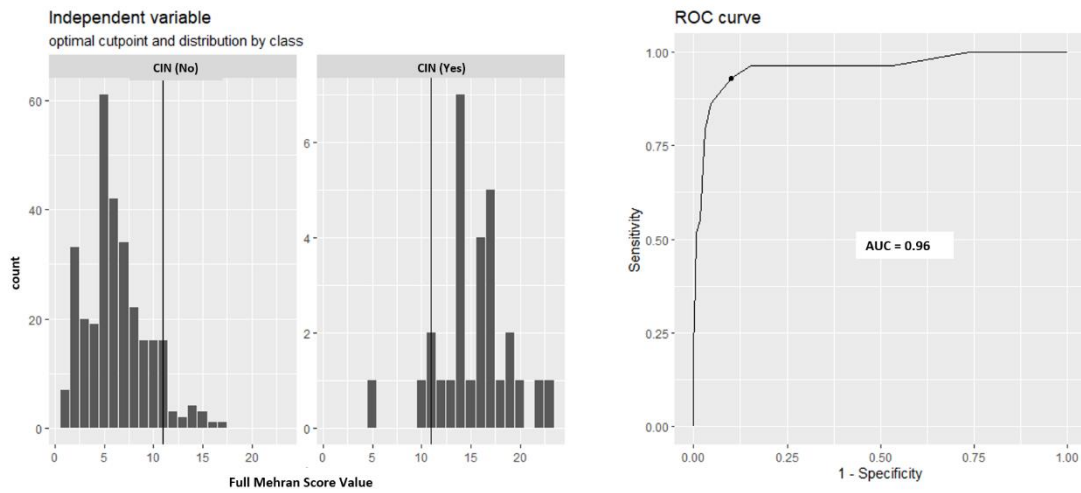 Independent variable
optimal cutpoint and distribution by class
CIN (No)
CIN (Yes)
60
40
20
0
count
0 5 10 15 20
6
4
2
0
0 5 10 15 20
Full Mehran Score Value
ROC curve
1.00
0.75
0.50
0.25
0.00
Sensitivity
AUC = 0.96
0.00 0.25 0.50 0.75 1.00
1 - Specificity